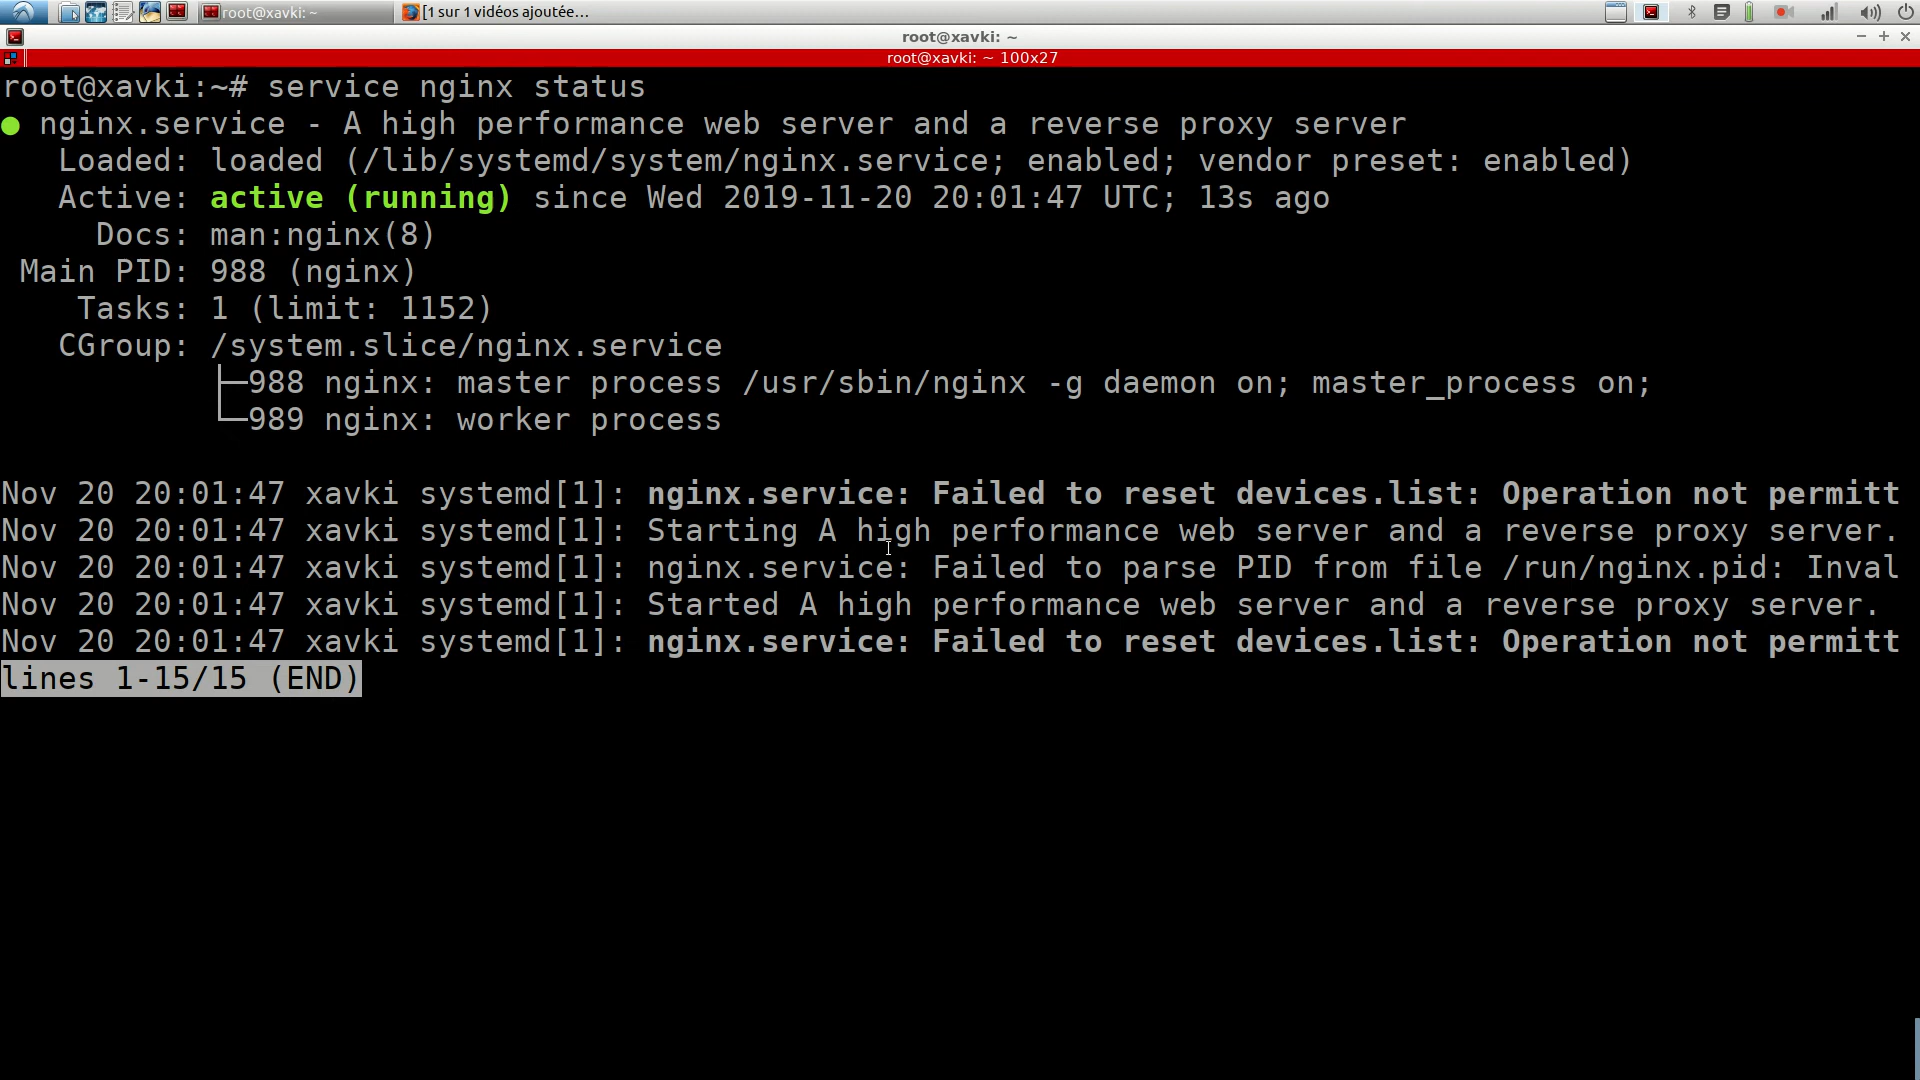 root@xavki: ~
[1 sur 1 vidéos ajoutée...
root@xavki: ~
root@xavki: ~ 100x27
root@xavki:~# service nginx status
● nginx.service - A high performance web server and a reverse proxy server
   Loaded: loaded (/lib/systemd/system/nginx.service; enabled; vendor preset: enabled)
   Active: active (running) since Wed 2019-11-20 20:01:47 UTC; 13s ago
     Docs: man:nginx(8)
 Main PID: 988 (nginx)
    Tasks: 1 (limit: 1152)
   CGroup: /system.slice/nginx.service
           ├─988 nginx: master process /usr/sbin/nginx -g daemon on; master_process on;
           └─989 nginx: worker process
Nov 20 20:01:47 xavki systemd[1]: nginx.service: Failed to reset devices.list: Operation not permitt
Nov 20 20:01:47 xavki systemd[1]: Starting A high performance web server and a reverse proxy server.
Nov 20 20:01:47 xavki systemd[1]: nginx.service: Failed to parse PID from file /run/nginx.pid: Inval
Nov 20 20:01:47 xavki systemd[1]: Started A high performance web server and a reverse proxy server.
Nov 20 20:01:47 xavki systemd[1]: nginx.service: Failed to reset devices.list: Operation not permitt
lines 1-15/15 (END)